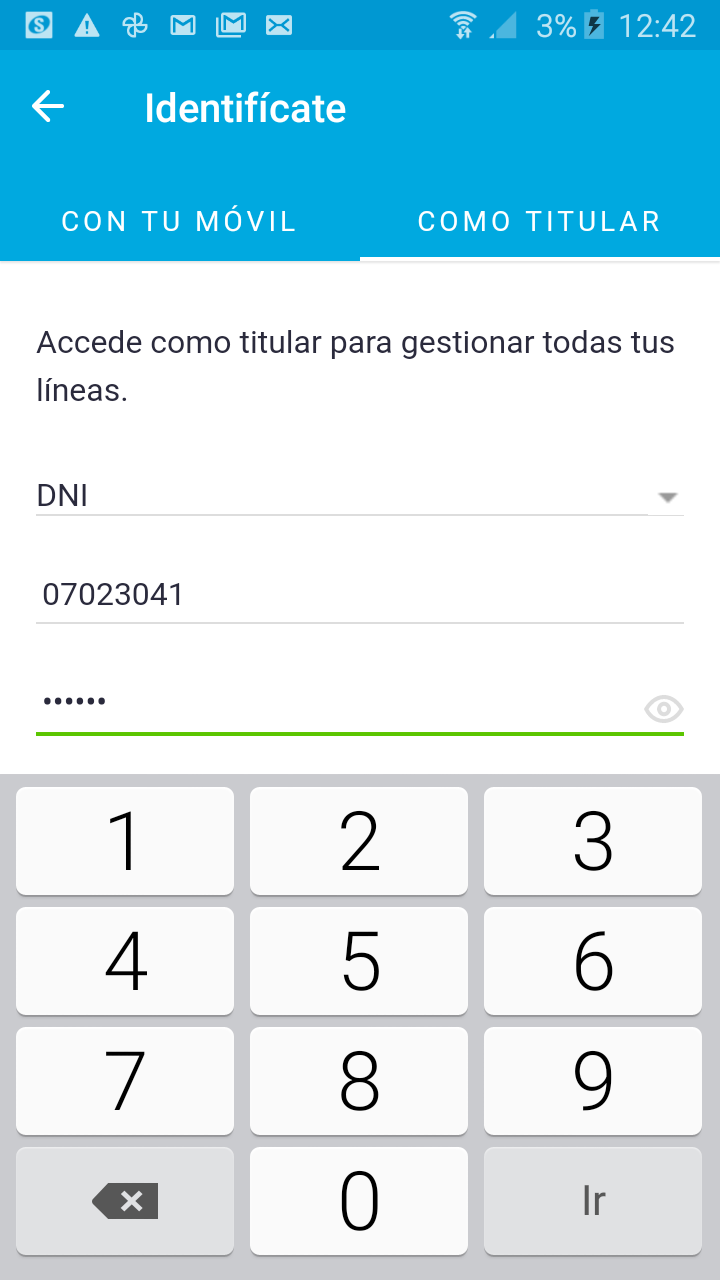 3% 12:42
Identifícate
CON TU MÓVIL COMO TITULAR
Accede como titular para gestionar todas tus
líneas.
DNI
07023041
••••••
1 2 3
4 5 6
7 8 9
0 Ir